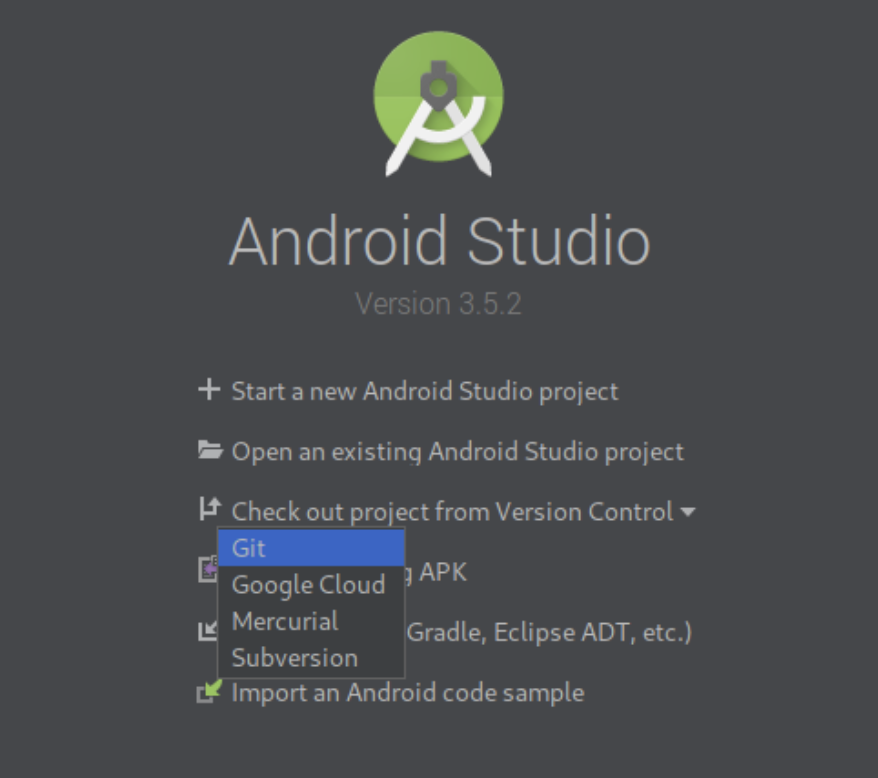 Android Studio
Version 3.5.2
Start a new Android Studio project
Open an existing Android Studio project
Check out project from Version Control
Git
Google Cloud
APK
Mercurial
Gradle, Eclipse ADT, etc.)
Subversion
Import an Android code sample